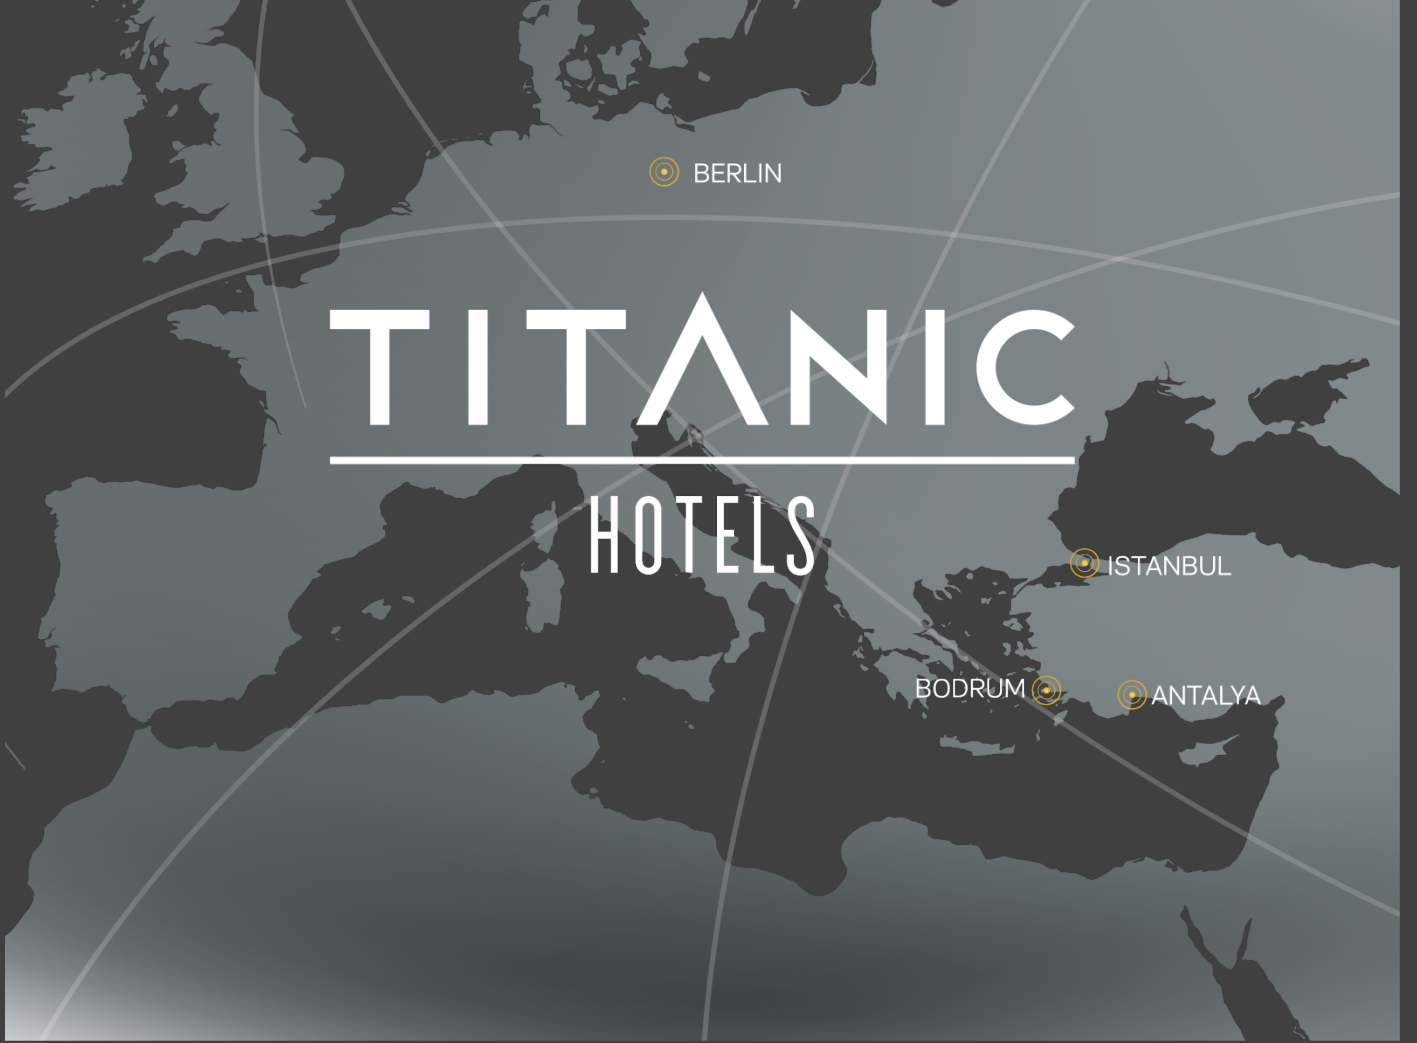 BERLIN
TITANIC
HOTELS
ISTANBUL
BODRUM
ANTALYA